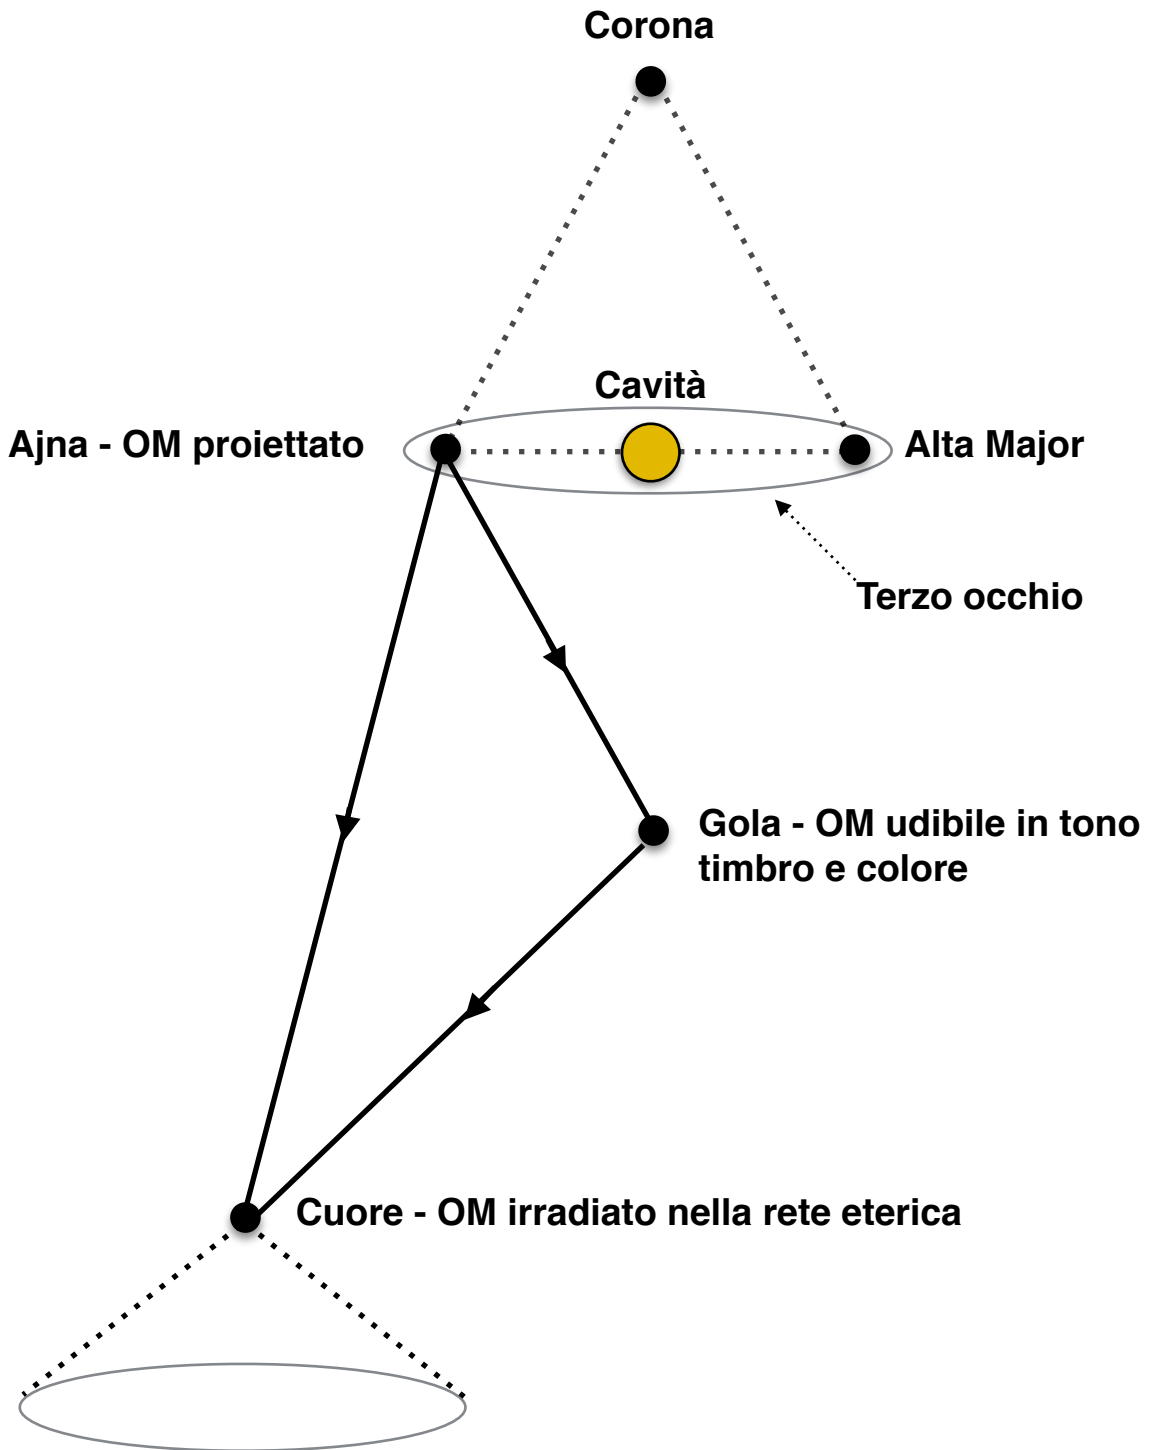 Corona
Cavità
Ajna - OM proiettato
Alta Major
Terzo occhio
Gola - OM udibile in tono
timbro e colore
Cuore - OM irradiato nella rete eterica